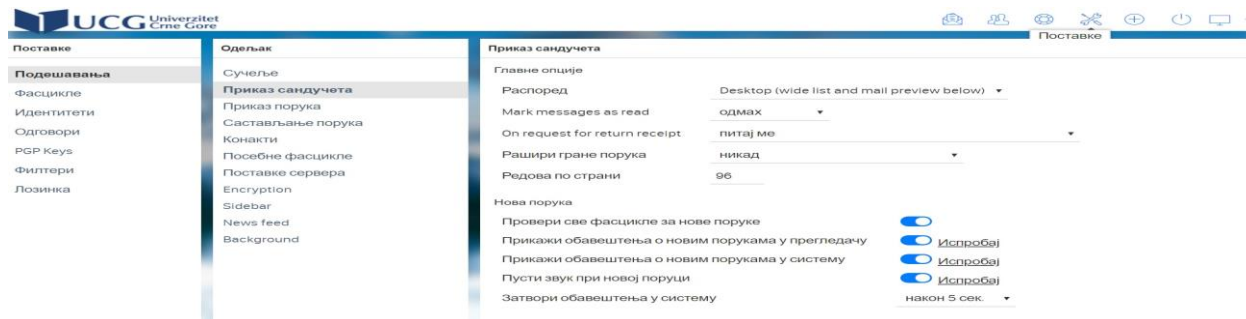 UCG Univerzitet
Crne Gore
Поставке
Поставке
Подешавања
Фасцикле
Идентитети
Одговори
PGP Keys
Филтери
Лозинка
Одељак
Сучеље
Приказ сандучета
Приказ порука
Састављање порука
Конакти
Посебне фасцикле
Поставке сервера
Encryption
Sidebar
News feed
Background
Приказ сандучета
Главне опције
Распоред Desktop (wide list and mail preview below)
Mark messages as read одмах
On request for return receipt питај ме
Рашири гране порука никад
Редова по страни 96
Нова порука
Провери све фасцикле за нове поруке
Прикажи обавештења о новим порукама у прегледачу Испробај
Прикажи обавештења о новим порукама у систему Испробај
Пусти звук при новој поруци Испробај
Затвори обавештења у систему након 5 сек.